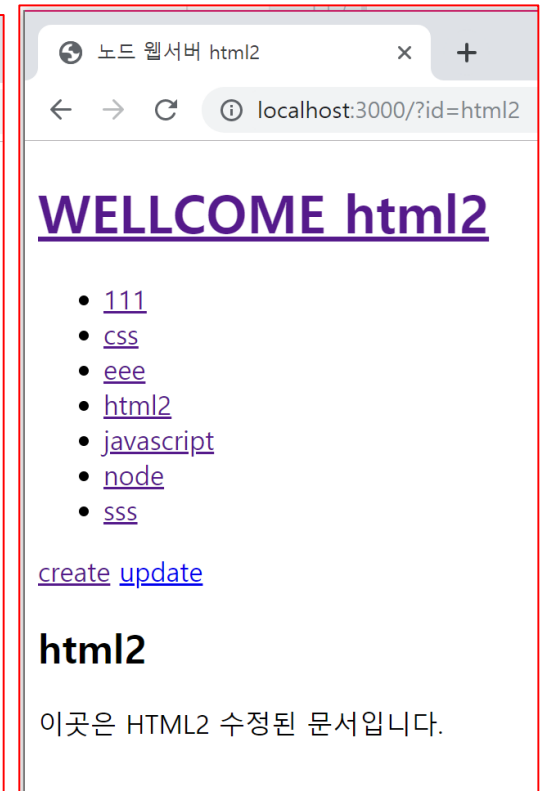 노드 웹서버 html2
localhost:3000/?id=html2
WELLCOME html2
111
css
eee
html2
javascript
node
sss
create update
html2
이곳은 HTML2 수정된 문서입니다.